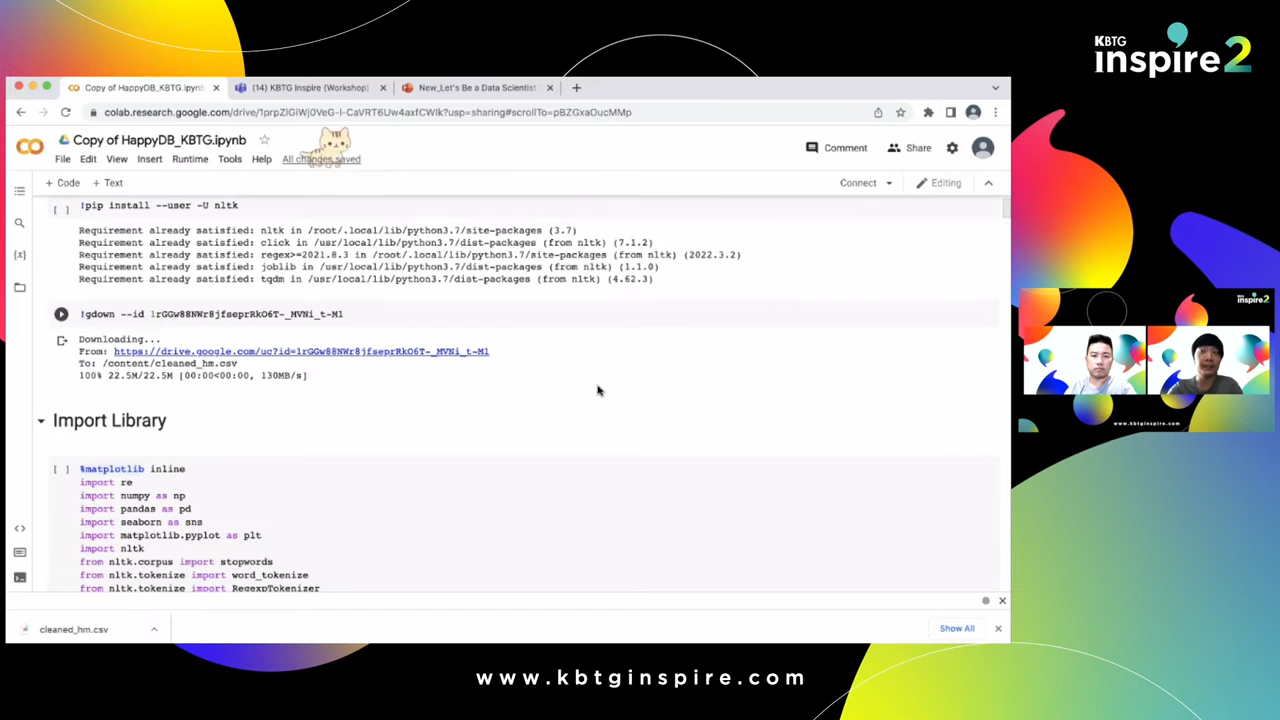 KBTG
inspire2
Copy of HappyDB_KBTG.ipynb
(14) KBTG Inspire (Workshop)
New_Let's Be a Data Scientist
colab.research.google.com/drive/1prpZlGiWj0VeG-I-CaVRT6Uw4axfCWIk?usp=sharing#scrollTo=pBZGxaOucMMp
Copy of HappyDB_KBTG.ipynb
Comment
Share
File Edit View Insert Runtime Tools Help All changes saved
+ Code + Text
Connect
Editing
[ ] !pip install --user -U nltk
Requirement already satisfied: nltk in /root/.local/lib/python3.7/site-packages (3.7)
Requirement already satisfied: click in /usr/local/lib/python3.7/dist-packages (from nltk) (7.1.2)
Requirement already satisfied: regex>=2021.8.3 in /root/.local/lib/python3.7/site-packages (from nltk) (2022.3.2)
Requirement already satisfied: joblib in /usr/local/lib/python3.7/dist-packages (from nltk) (1.1.0)
Requirement already satisfied: tqdm in /usr/local/lib/python3.7/dist-packages (from nltk) (4.62.3)
!gdown --id 1rGGw88NWr8jfseprRkO6T-_MVNi_t-M1
Downloading...
From: https://drive.google.com/uc?id=1rGGw88NWr8jfseprRkO6T-_MVNi_t-M1
To: /content/cleaned_hm.csv
100% 22.5M/22.5M [00:00<00:00, 130MB/s]
Import Library
[ ] %matplotlib inline
import re
import numpy as np
import pandas as pd
import seaborn as sns
import matplotlib.pyplot as plt
import nltk
from nltk.corpus import stopwords
from nltk.tokenize import word_tokenize
from nltk.tokenize import RegexpTokenizer
cleaned_hm.csv
Show All
inspire2
www.kbtginspire.com
www.kbtginspire.com